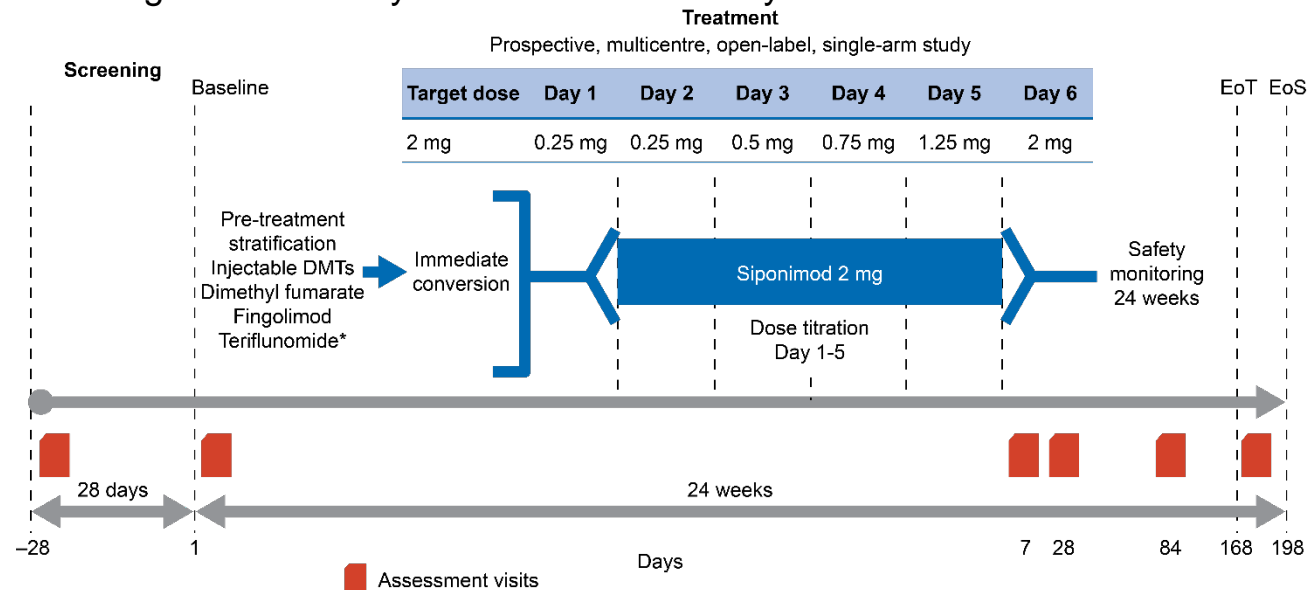 Treatment
Prospective, multicentre, open-label, single-arm study
Screening
Baseline
EoT EoS
Target dose Day 1 Day 2 Day 3 Day 4 Day 5 Day 6
2 mg 0.25 mg 0.25 mg 0.5 mg 0.75 mg 1.25 mg 2 mg
Pre-treatment
stratification
Injectable DMTs
Dimethyl fumarate
Fingolimod
Teriflunomide*
Immediate
conversion
Siponimod 2 mg
Dose titration
Day 1-5
Safety
monitoring
24 weeks
28 days
24 weeks
–28 1 7 28 84 168 198
Days
Assessment visits